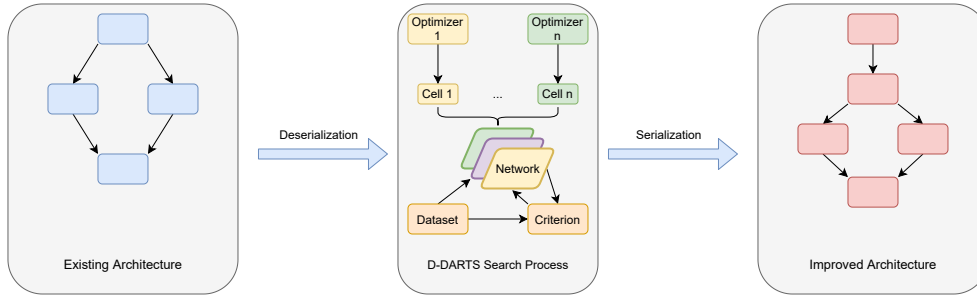 Existing Architecture
Deserialization
Optimizer
1
Optimizer
n
Cell 1
...
Cell n
Network
Dataset
Criterion
D-DARTS Search Process
Serialization
Improved Architecture